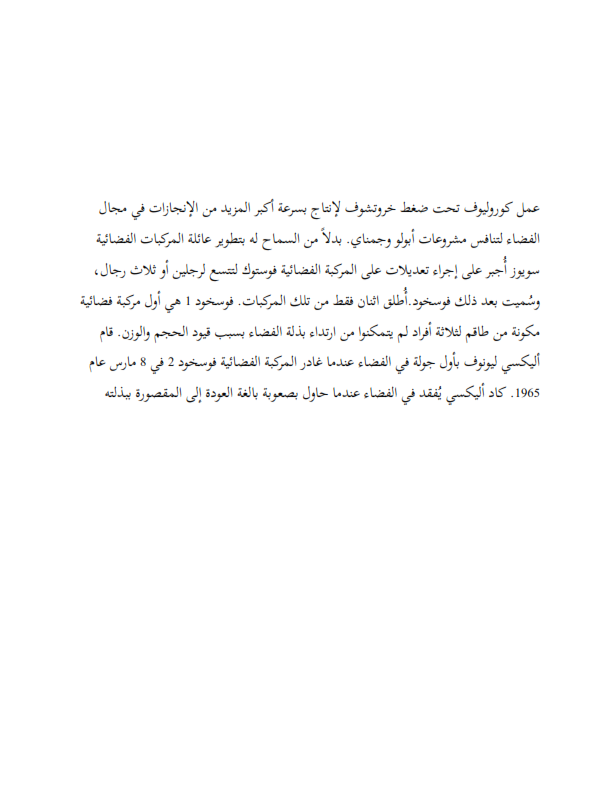 عمل كوروليوف تحت ضغط خروتشوف لإنتاج بسرعة أكبر المزيد من الإنجازات في مجال
الفضاء لتنافس مشروعات أبولو وجمناي. بدلاً من السماح له بتطوير عائلة المركبات الفضائية
سويوز أُجبر على إجراء تعديلات على المركبة الفضائية فوستوك لتتسع لرجلين أو ثلاث رجال،
وسُميت بعد ذلك فوسخود.أُطلق اثنان فقط من تلك المركبات. فوسخود 1 هي أول مركبة فضائية
مكونة من طاقم لثلاثة أفراد لم يتمكنوا من ارتداء بذلة الفضاء بسبب قيود الحجم والوزن. قام
أليكسي ليونوف بأول جولة في الفضاء عندما غادر المركبة الفضائية فوسخود 2 في 8 مارس عام
1965. كاد أليكسي يُفقد في الفضاء عندما حاول بصعوبة بالغة العودة إلى المقصورة ببذلته